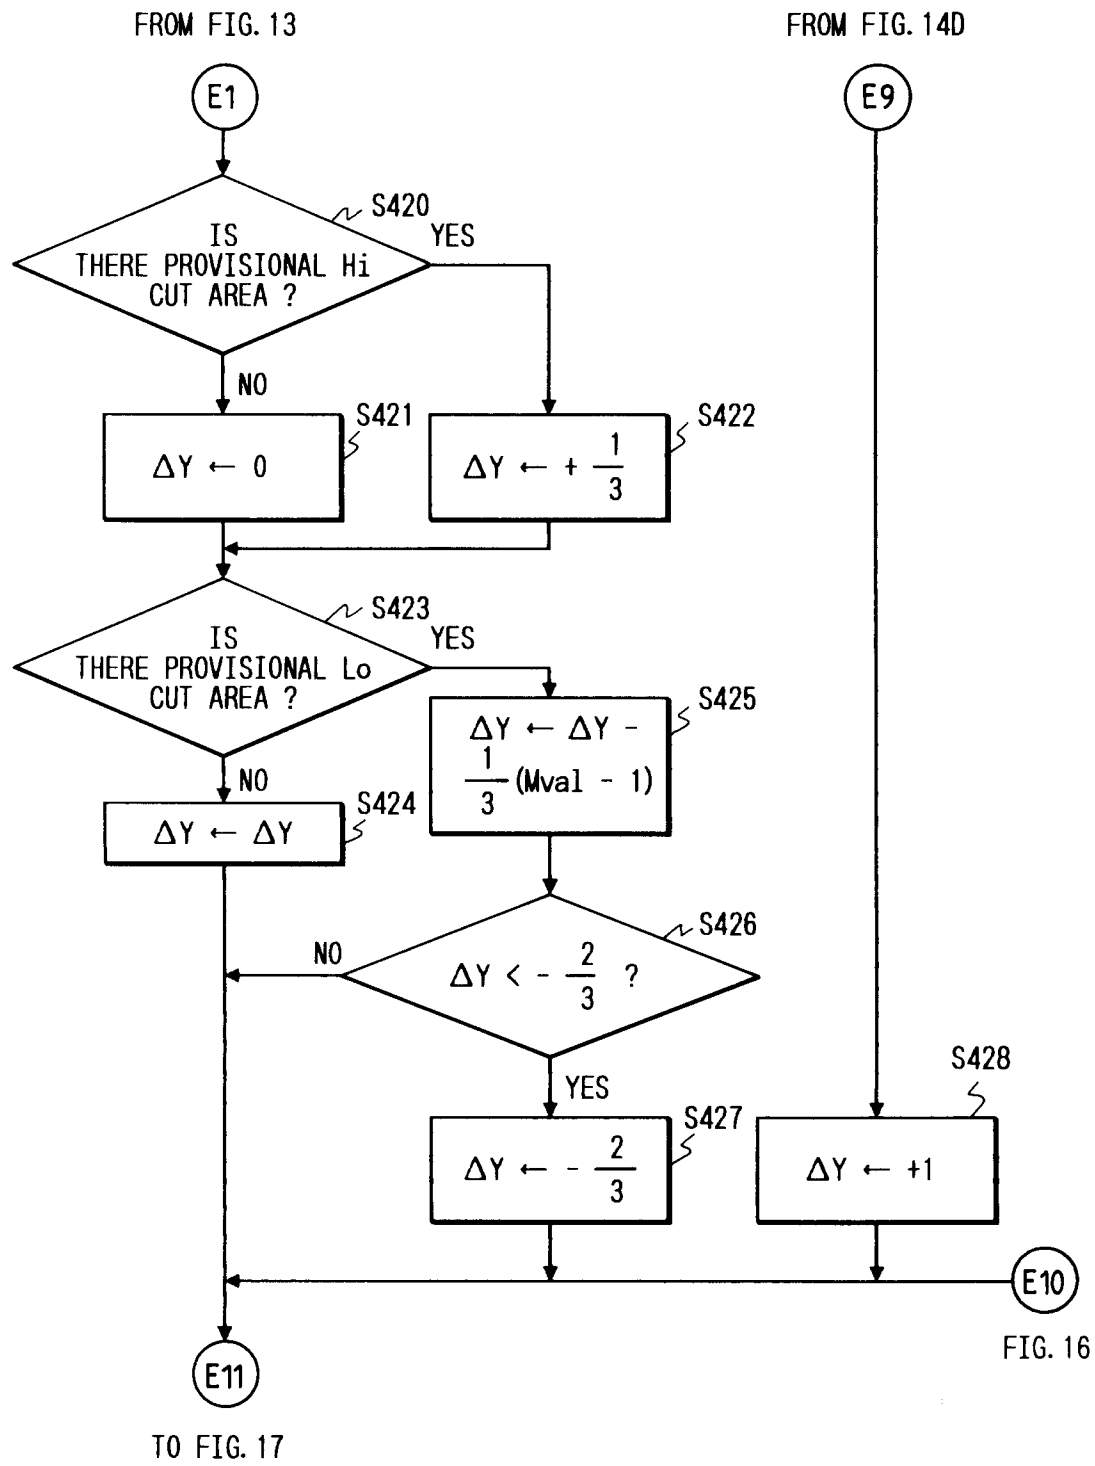 FROM FIG. 13
FROM FIG. 14D
E1
E9
S420
IS
THERE PROVISIONAL Hi
CUT AREA ?
YES
NO
S421
ΔY ← 0
S422
ΔY ← + 1/3
S423
IS
THERE PROVISIONAL Lo
CUT AREA ?
YES
NO
S424
ΔY ← ΔY
S425
ΔY ← ΔY -
1/3 (Mval - 1)
S426
ΔY < - 2/3 ?
NO
YES
S427
ΔY ← - 2/3
S428
ΔY ← +1
E10
FIG. 16
E11
TO FIG. 17